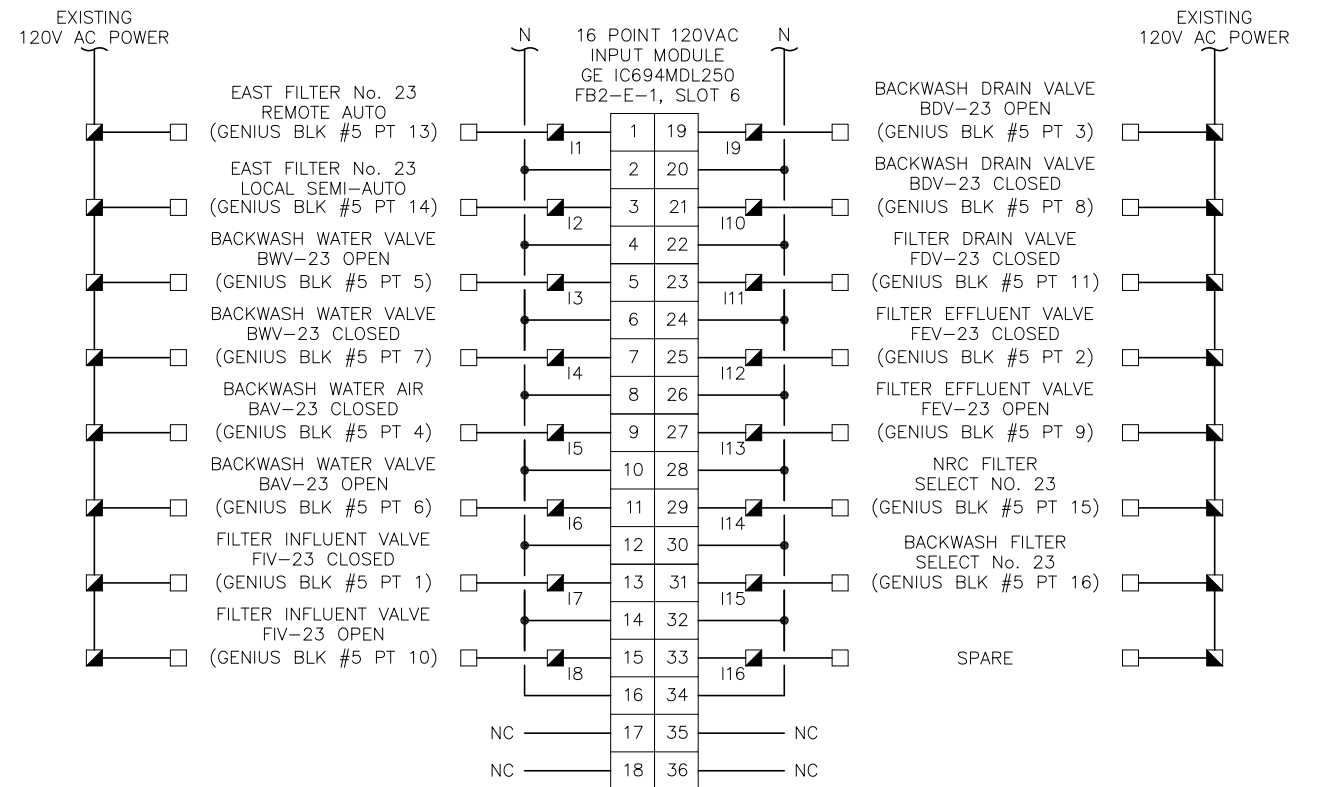 EXISTING
120V AC POWER
N
16 POINT 120VAC
INPUT MODULE
GE IC694MDL250
FB2-E-1, SLOT 6
N
EXISTING
120V AC POWER
EAST FILTER No. 23
REMOTE AUTO
(GENIUS BLK #5 PT 13)
I1
1 19
I9
BACKWASH DRAIN VALVE
BDV-23 OPEN
(GENIUS BLK #5 PT 3)
2 20
EAST FILTER No. 23
LOCAL SEMI-AUTO
(GENIUS BLK #5 PT 14)
I2
3 21
I10
BACKWASH DRAIN VALVE
BDV-23 CLOSED
(GENIUS BLK #5 PT 8)
4 22
BACKWASH WATER VALVE
BWV-23 OPEN
(GENIUS BLK #5 PT 5)
I3
5 23
I11
FILTER DRAIN VALVE
FDV-23 CLOSED
(GENIUS BLK #5 PT 11)
6 24
BACKWASH WATER VALVE
BWV-23 CLOSED
(GENIUS BLK #5 PT 7)
I4
7 25
I12
FILTER EFFLUENT VALVE
FEV-23 CLOSED
(GENIUS BLK #5 PT 2)
8 26
BACKWASH WATER AIR
BAV-23 CLOSED
(GENIUS BLK #5 PT 4)
I5
9 27
I13
FILTER EFFLUENT VALVE
FEV-23 OPEN
(GENIUS BLK #5 PT 9)
10 28
BACKWASH WATER VALVE
BAV-23 OPEN
(GENIUS BLK #5 PT 6)
I6
11 29
I14
NRC FILTER
SELECT NO. 23
(GENIUS BLK #5 PT 15)
12 30
FILTER INFLUENT VALVE
FIV-23 CLOSED
(GENIUS BLK #5 PT 1)
I7
13 31
I15
BACKWASH FILTER
SELECT No. 23
(GENIUS BLK #5 PT 16)
14 32
FILTER INFLUENT VALVE
FIV-23 OPEN
(GENIUS BLK #5 PT 10)
I8
15 33
I16
SPARE
16 34
NC 17 35 NC
NC 18 36 NC